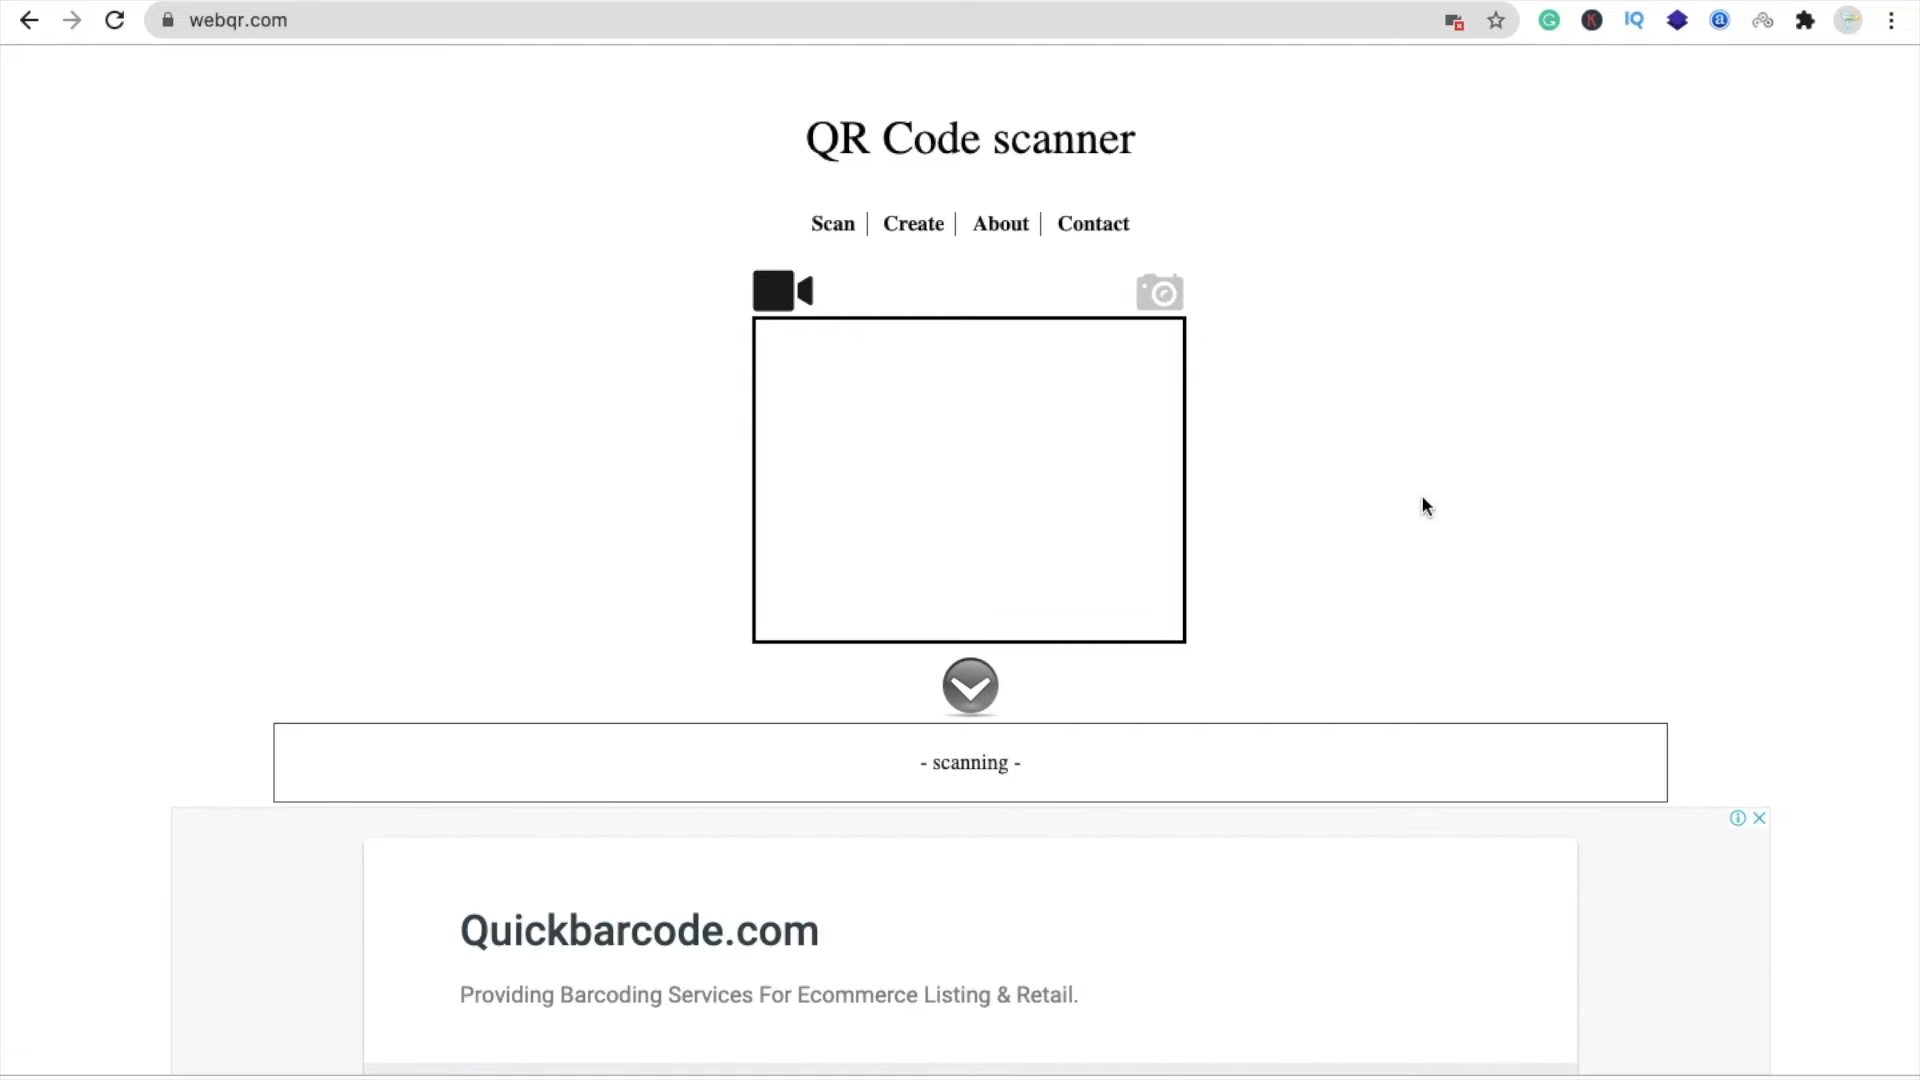 webqr.com
IQ
QR Code scanner
Scan | Create | About | Contact
- scanning -
Quickbarcode.com
Providing Barcoding Services For Ecommerce Listing & Retail.